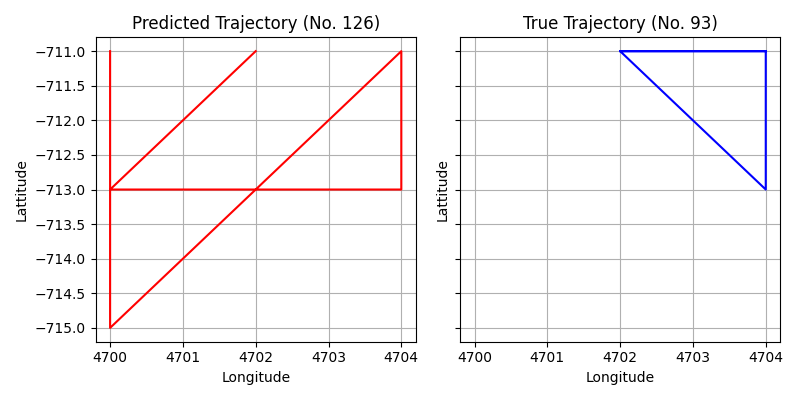 Predicted Trajectory (No. 126)
True Trajectory (No. 93)
−711.0
−711.5
−712.0
−712.5
−713.0
−713.5
−714.0
−714.5
−715.0
Lattitude
Lattitude
4700 4701 4702 4703 4704
4700 4701 4702 4703 4704
Longitude
Longitude